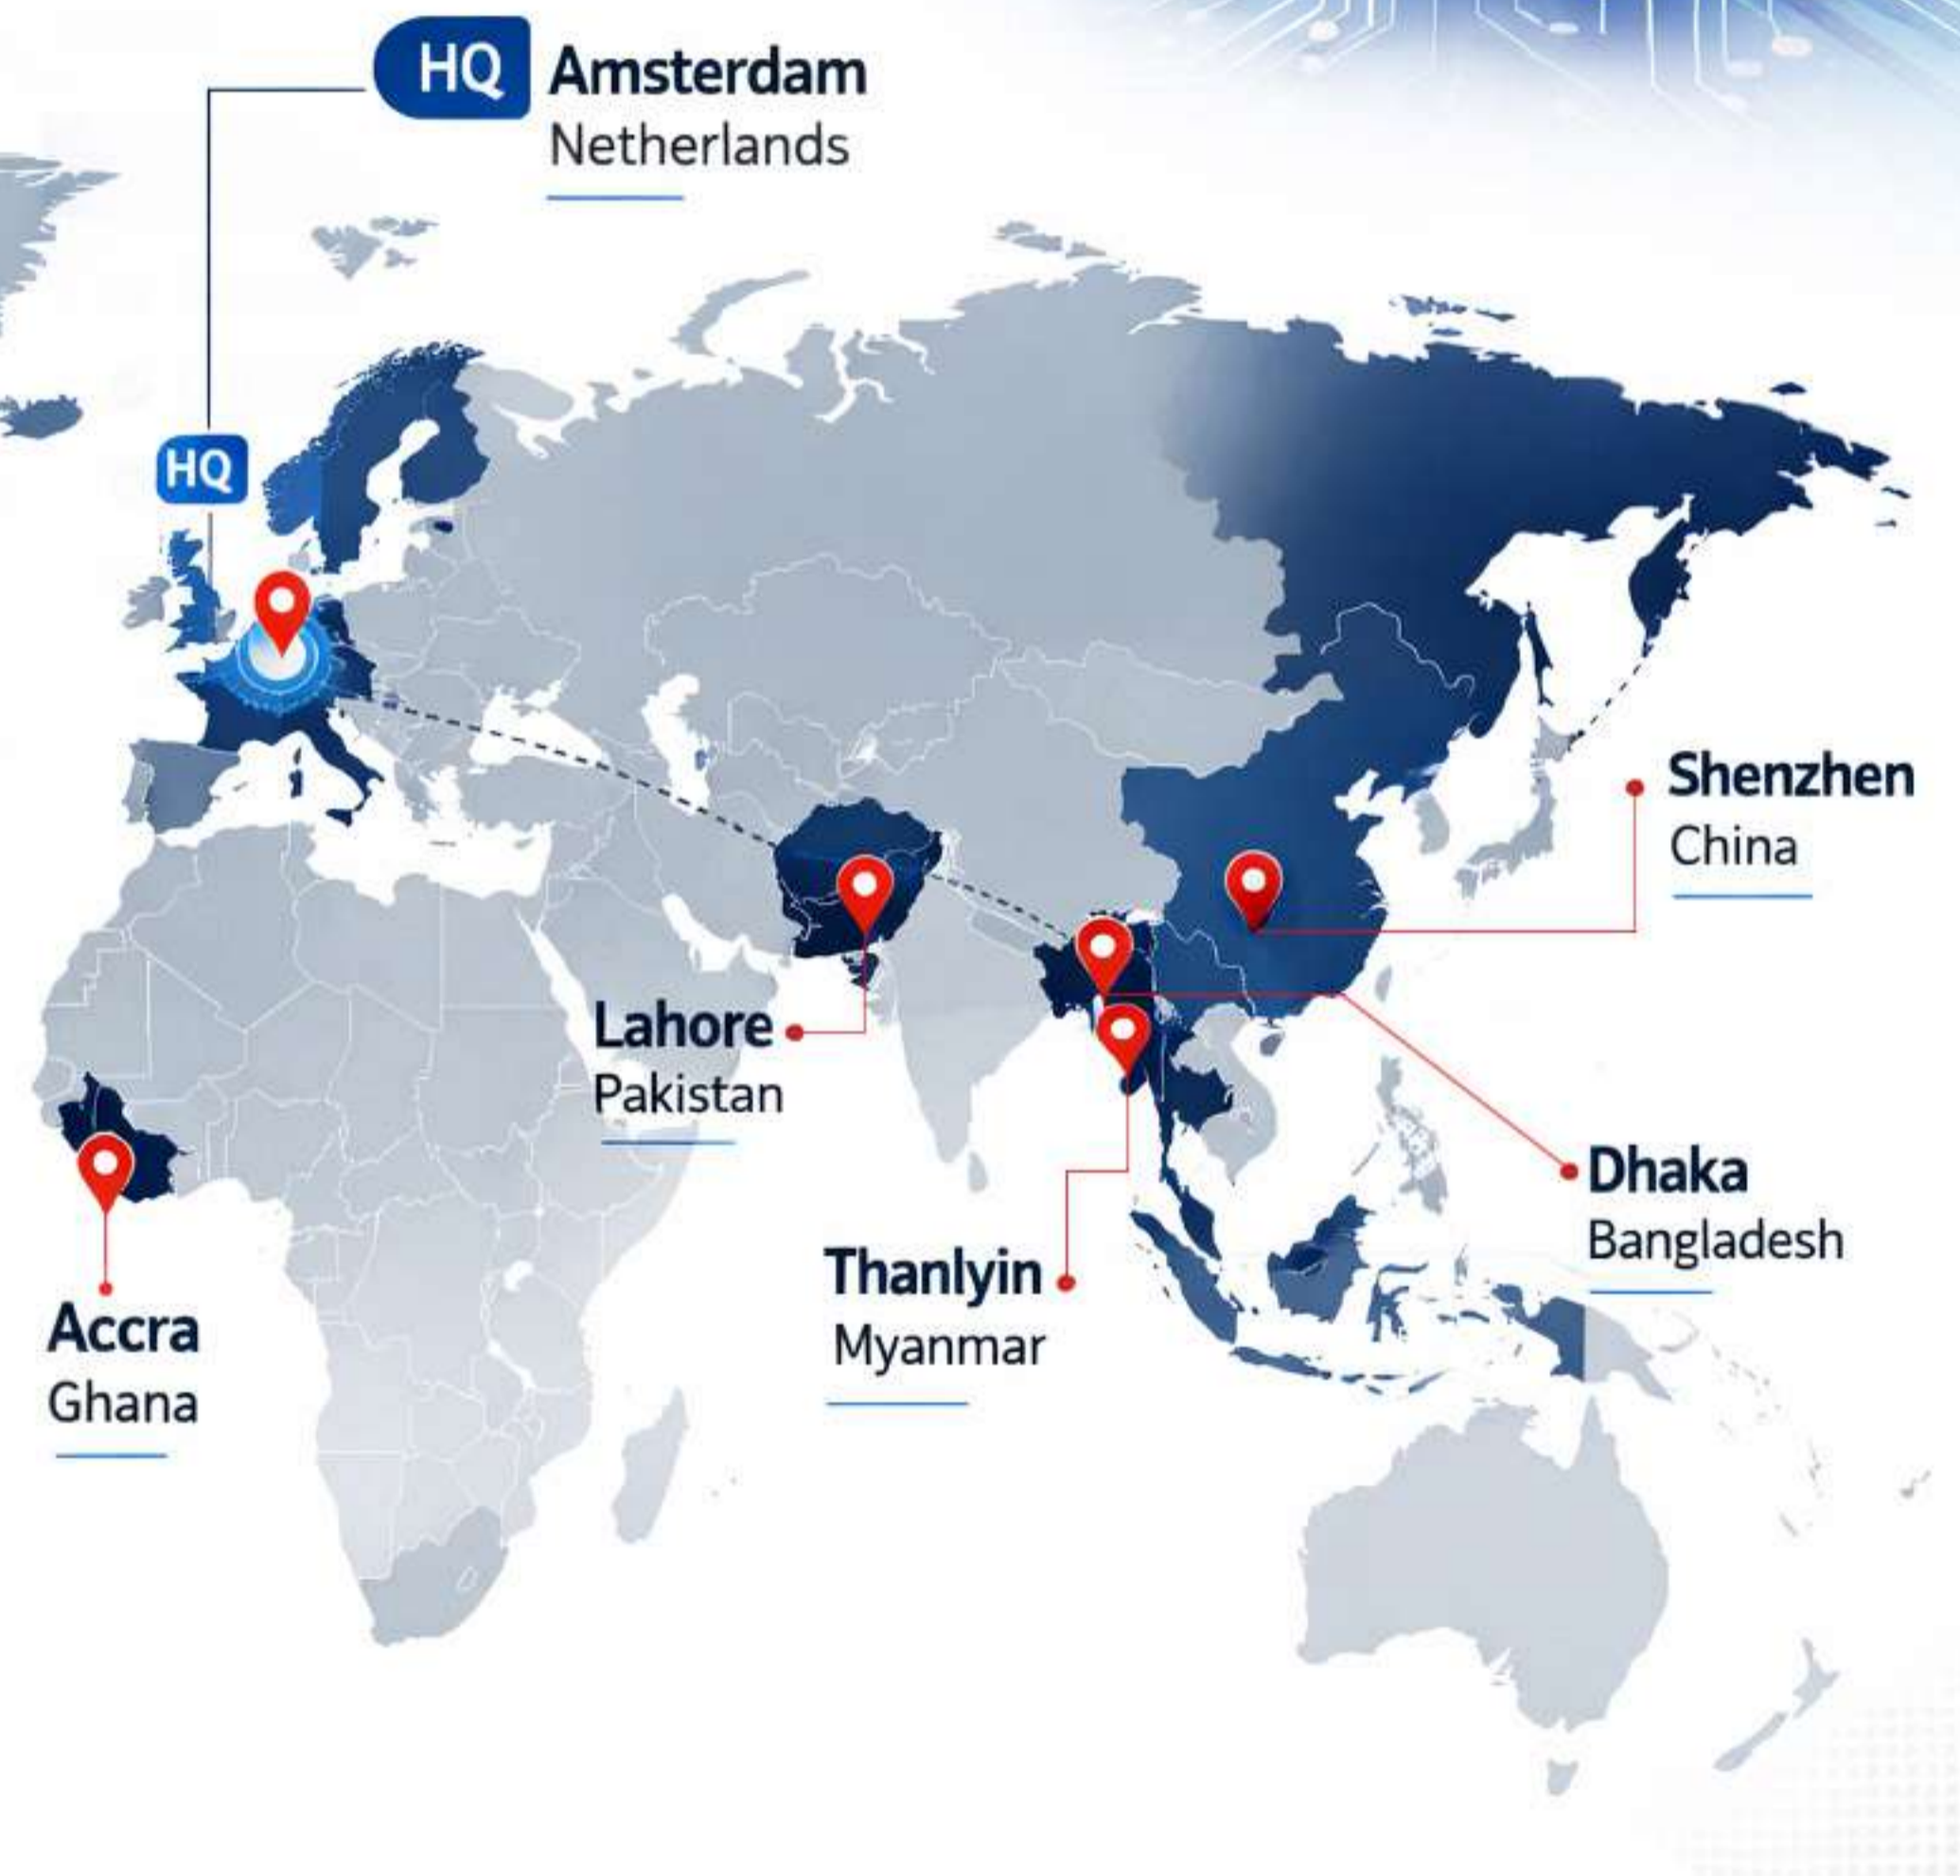 HQ Amsterdam
Netherlands
HQ
Shenzhen
China
Lahore
Pakistan
Dhaka
Bangladesh
Thanlyin
Myanmar
Accra
Ghana